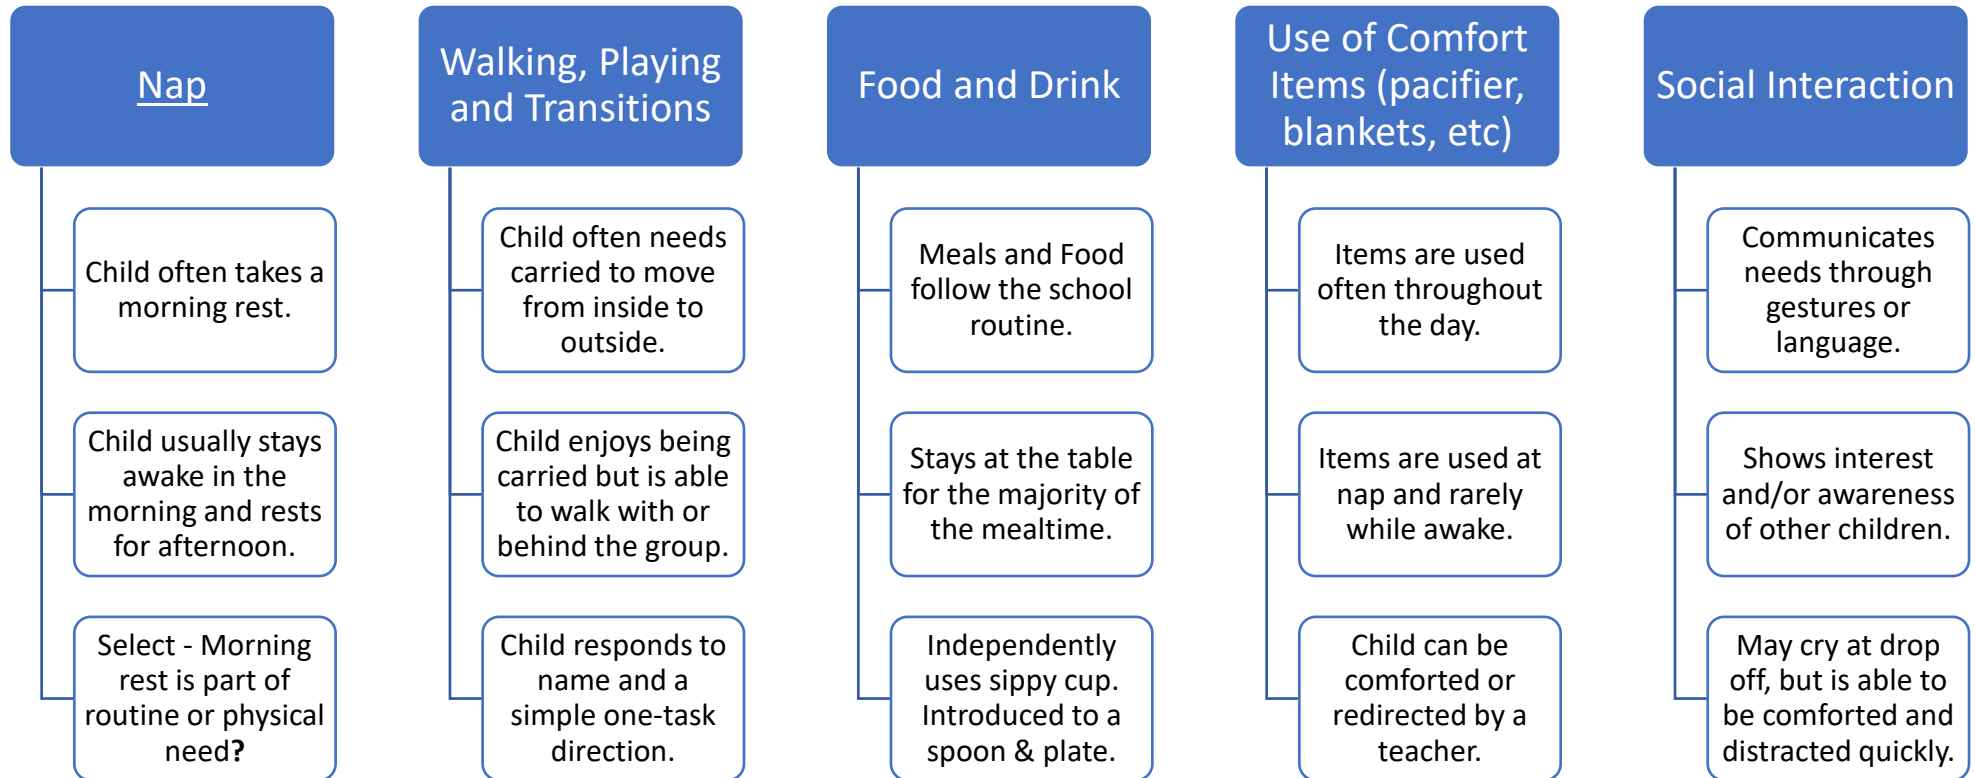 Nap
Child often takes a
morning rest.
Child usually stays
awake in the
morning and rests
for afternoon.
Select - Morning
rest is part of
routine or physical
need?
Walking, Playing
and Transitions
Child often needs
carried to move
from inside to
outside.
Child enjoys being
carried but is able
to walk with or
behind the group.
Child responds to
name and a
simple one-task
direction.
Food and Drink
Meals and Food
follow the school
routine.
Stays at the table
for the majority of
the mealtime.
Independently
uses sippy cup.
Introduced to a
spoon & plate.
Use of Comfort
Items (pacifier,
blankets, etc)
Items are used
often throughout
the day.
Items are used at
nap and rarely
while awake.
Child can be
comforted or
redirected by a
teacher.
Social Interaction
Communicates
needs through
gestures or
language.
Shows interest
and/or awareness
of other children.
May cry at drop
off, but is able to
be comforted and
distracted quickly.